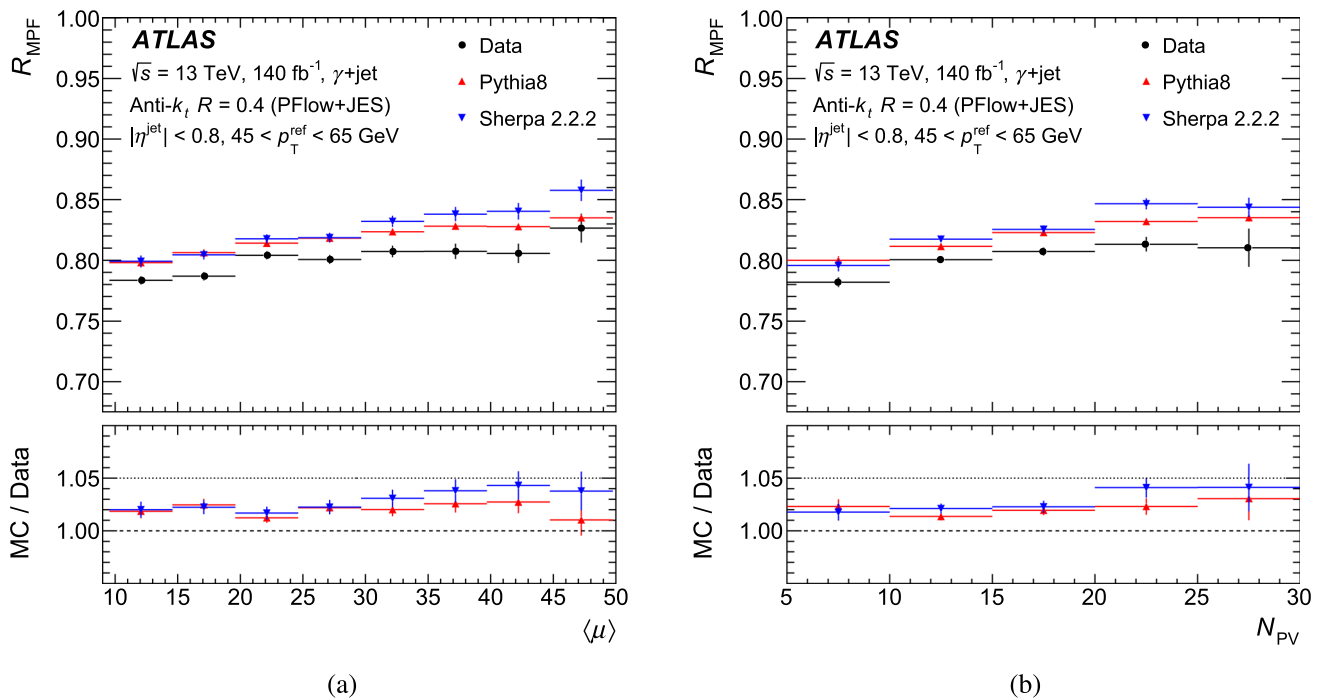 R_MPF
1.00
0.95
0.90
0.85
0.80
0.75
0.70
ATLAS
√s = 13 TeV, 140 fb⁻¹, γ+jet
Anti-k_t R = 0.4 (PFlow+JES)
|η^jet| < 0.8, 45 < p_T^ref < 65 GeV
Data
Pythia8
Sherpa 2.2.2
MC / Data
1.05
1.00
10 15 20 25 30 35 40 45 50
⟨μ⟩
(a)
R_MPF
1.00
0.95
0.90
0.85
0.80
0.75
0.70
ATLAS
√s = 13 TeV, 140 fb⁻¹, γ+jet
Anti-k_t R = 0.4 (PFlow+JES)
|η^jet| < 0.8, 45 < p_T^ref < 65 GeV
Data
Pythia8
Sherpa 2.2.2
MC / Data
1.05
1.00
5 10 15 20 25 30
N_PV
(b)